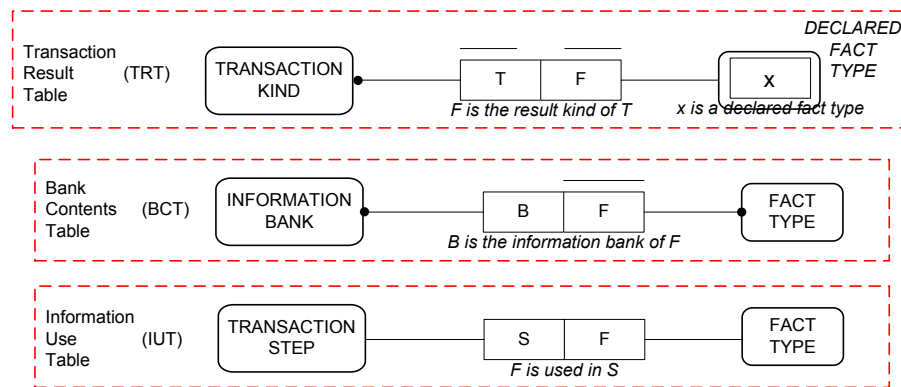 Transaction
Result
Table
(TRT)
TRANSACTION
KIND
T
F
F is the result kind of T
DECLARED
FACT
TYPE
x
x is a declared fact type
Bank
Contents
Table
(BCT)
INFORMATION
BANK
B
F
B is the information bank of F
FACT
TYPE
Information
Use
Table
(IUT)
TRANSACTION
STEP
S
F
F is used in S
FACT
TYPE